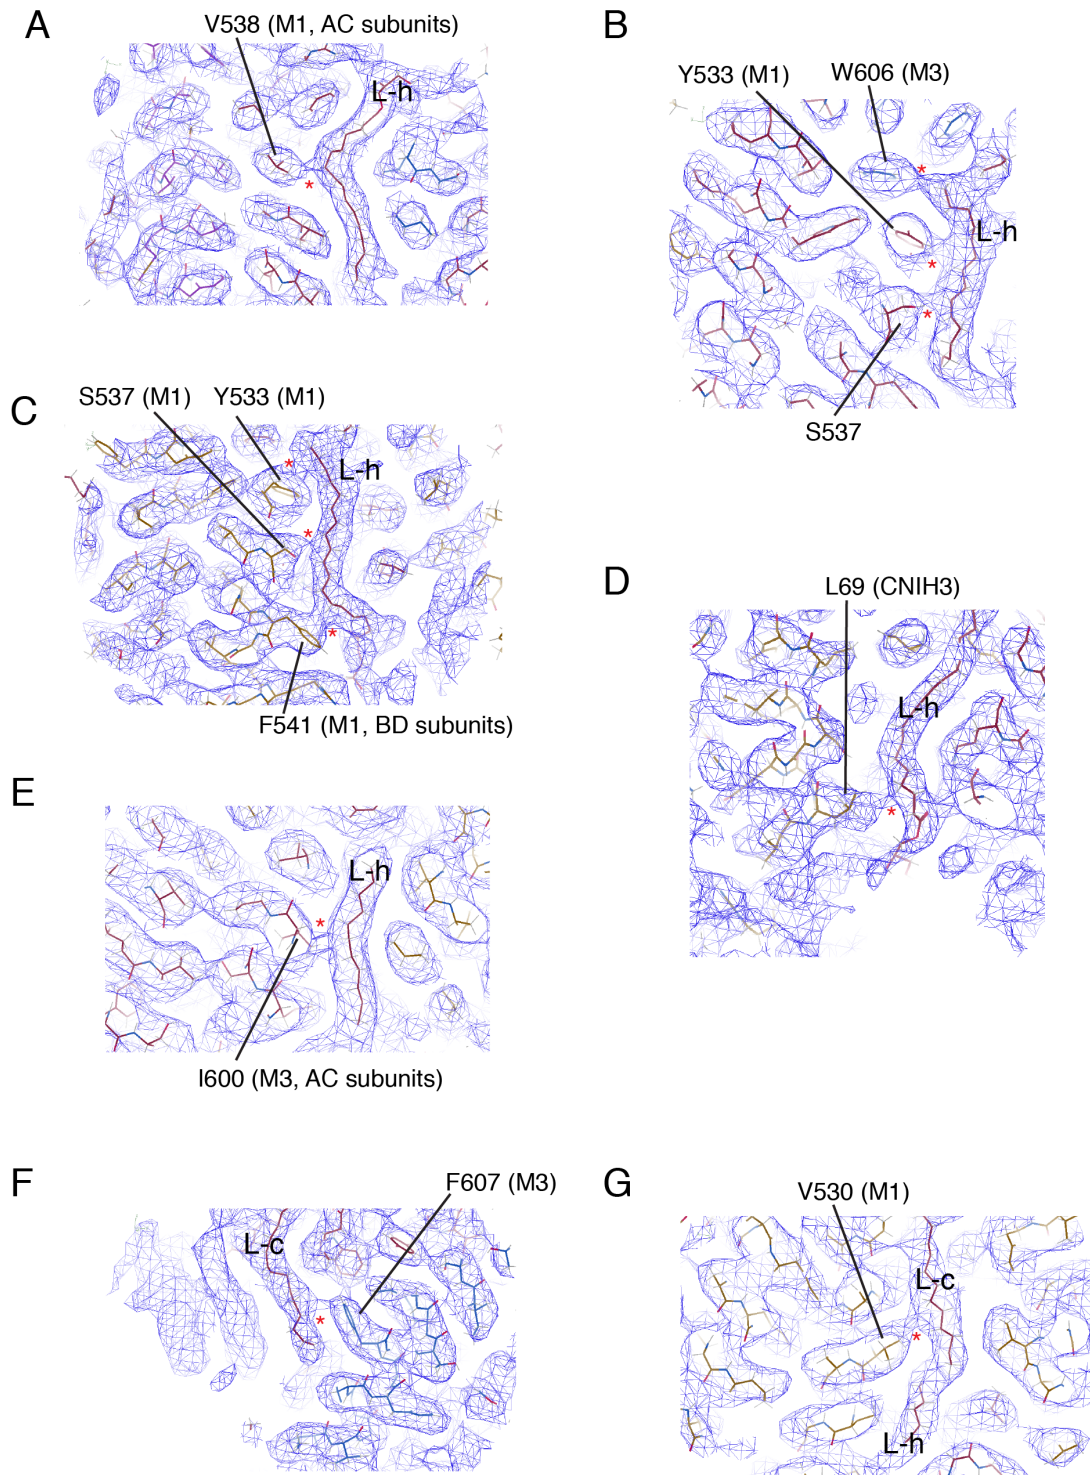 A
V538 (M1, AC subunits)
L-h
*
B
Y533 (M1)
W606 (M3)
*
L-h
*
*
S537
C
S537 (M1)
Y533 (M1)
*
L-h
*
*
F541 (M1, BD subunits)
D
L69 (CNIH3)
L-h
*
E
L-h
*
I600 (M3, AC subunits)
F
F607 (M3)
L-c
*
G
V530 (M1)
L-c
*
L-h